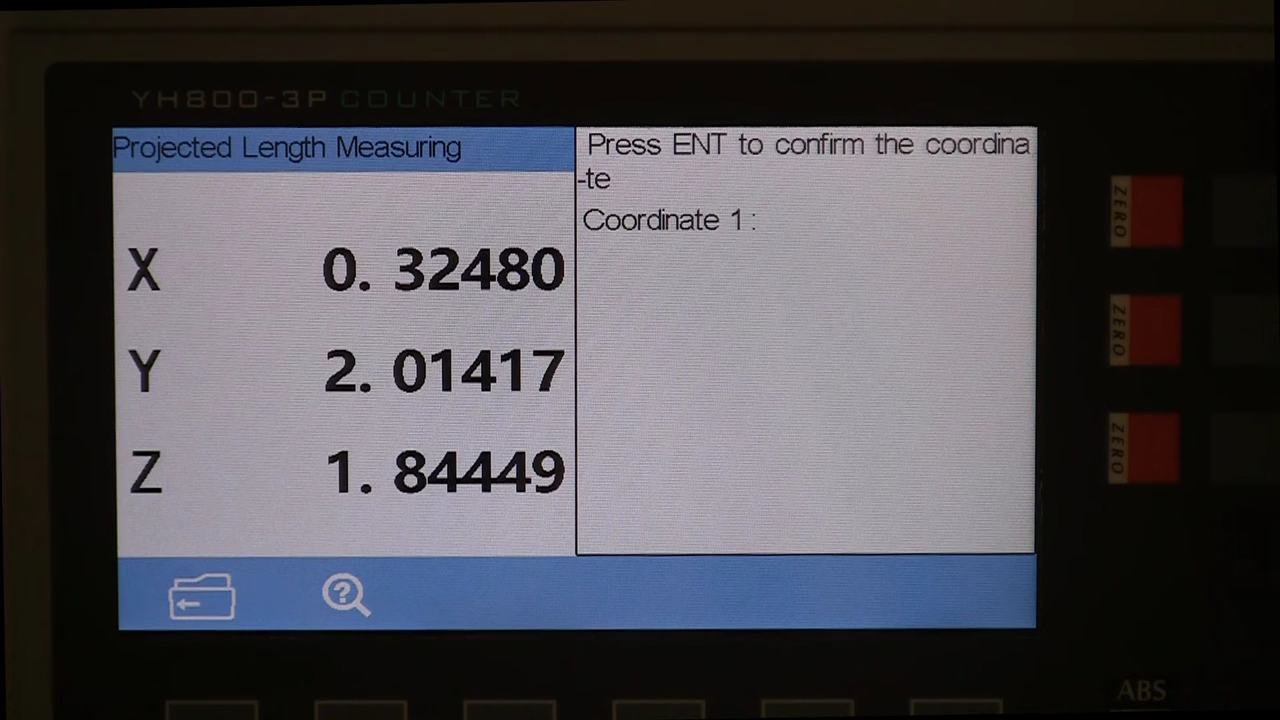 YH800-3P COUNTER
Projected Length Measuring
Press ENT to confirm the coordina
-te
Coordinate 1:
X 0. 32480
Y 2. 01417
Z 1. 84449
?
ZERO
ZERO
ZERO
ABS